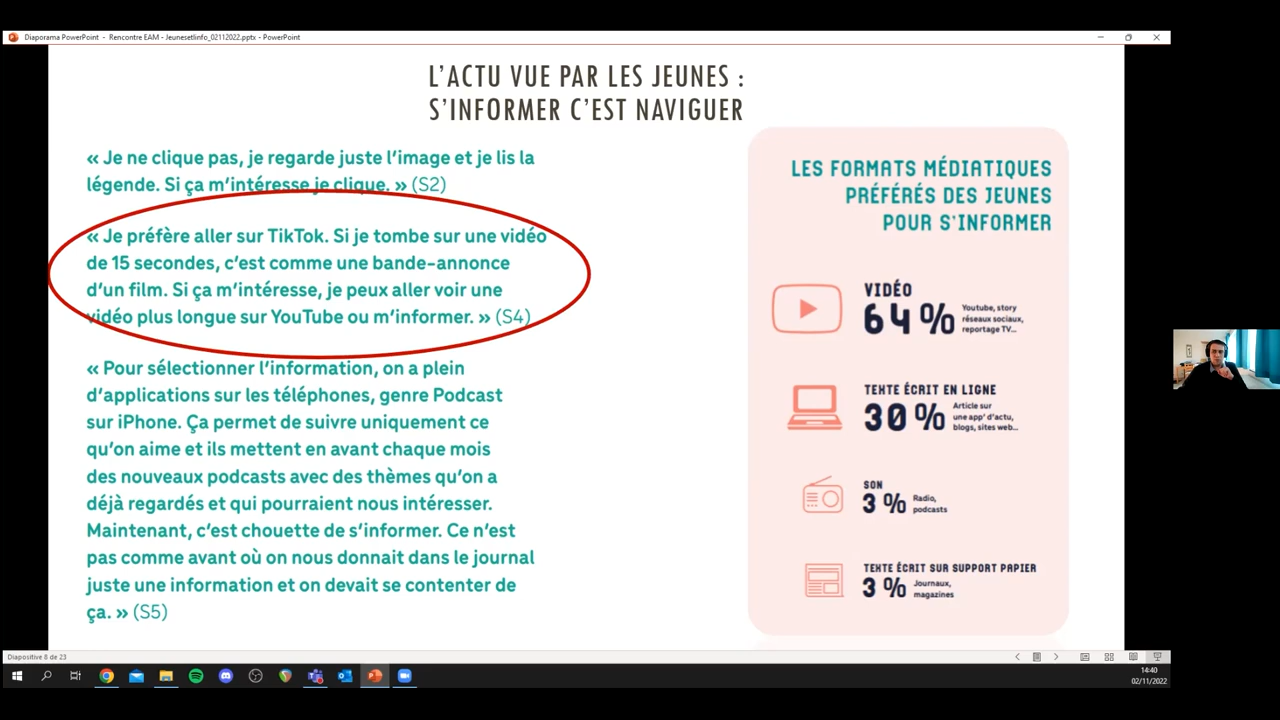 Diaporama PowerPoint - Rencontre EAM - Jeunesetlinfo_02112022.pptx - PowerPoint
L'ACTU VUE PAR LES JEUNES :
S'INFORMER C'EST NAVIGUER
« Je ne clique pas, je regarde juste l'image et je lis la
légende. Si ça m'intéresse je clique. » (S2)
« Je préfère aller sur TikTok. Si je tombe sur une vidéo
de 15 secondes, c'est comme une bande-annonce
d'un film. Si ça m'intéresse, je peux aller voir une
vidéo plus longue sur YouTube ou m'informer. » (S4)
« Pour sélectionner l'information, on a plein
d'applications sur les téléphones, genre Podcast
sur iPhone. Ça permet de suivre uniquement ce
qu'on aime et ils mettent en avant chaque mois
des nouveaux podcasts avec des thèmes qu'on a
déjà regardés et qui pourraient nous intéresser.
Maintenant, c'est chouette de s'informer. Ce n'est
pas comme avant où on nous donnait dans le journal
juste une information et on devait se contenter de
ça. » (S5)
LES FORMATS MÉDIATIQUES
PRÉFÉRÉS DES JEUNES
POUR S'INFORMER
VIDÉO
64%
Youtube, story
réseaux sociaux,
reportage TV...
TEXTE ÉCRIT EN LIGNE
30%
Article sur
une app' d'actu,
blogs, sites web...
SON
3%
Radio,
podcasts
TEXTE ÉCRIT SUR SUPPORT PAPIER
3%
Journaux,
magazines
Diapositive 8 de 23
14:40
02/11/2022